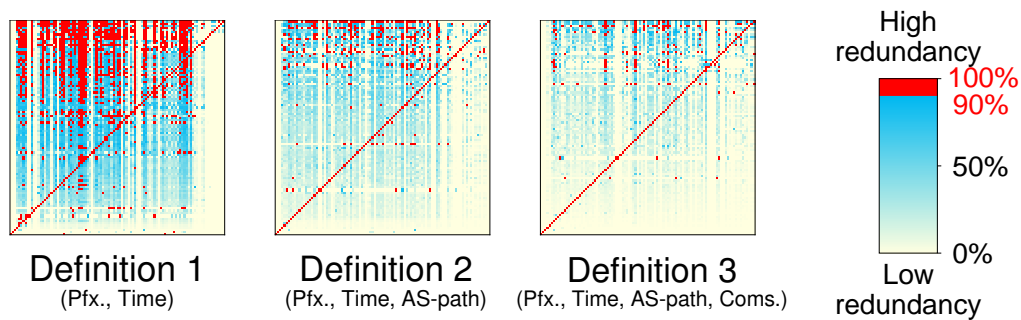 Definition 1
(Pfx., Time)
Definition 2
(Pfx., Time, AS-path)
Definition 3
(Pfx., Time, AS-path, Coms.)
High
redundancy
100%
90%
50%
0%
Low
redundancy